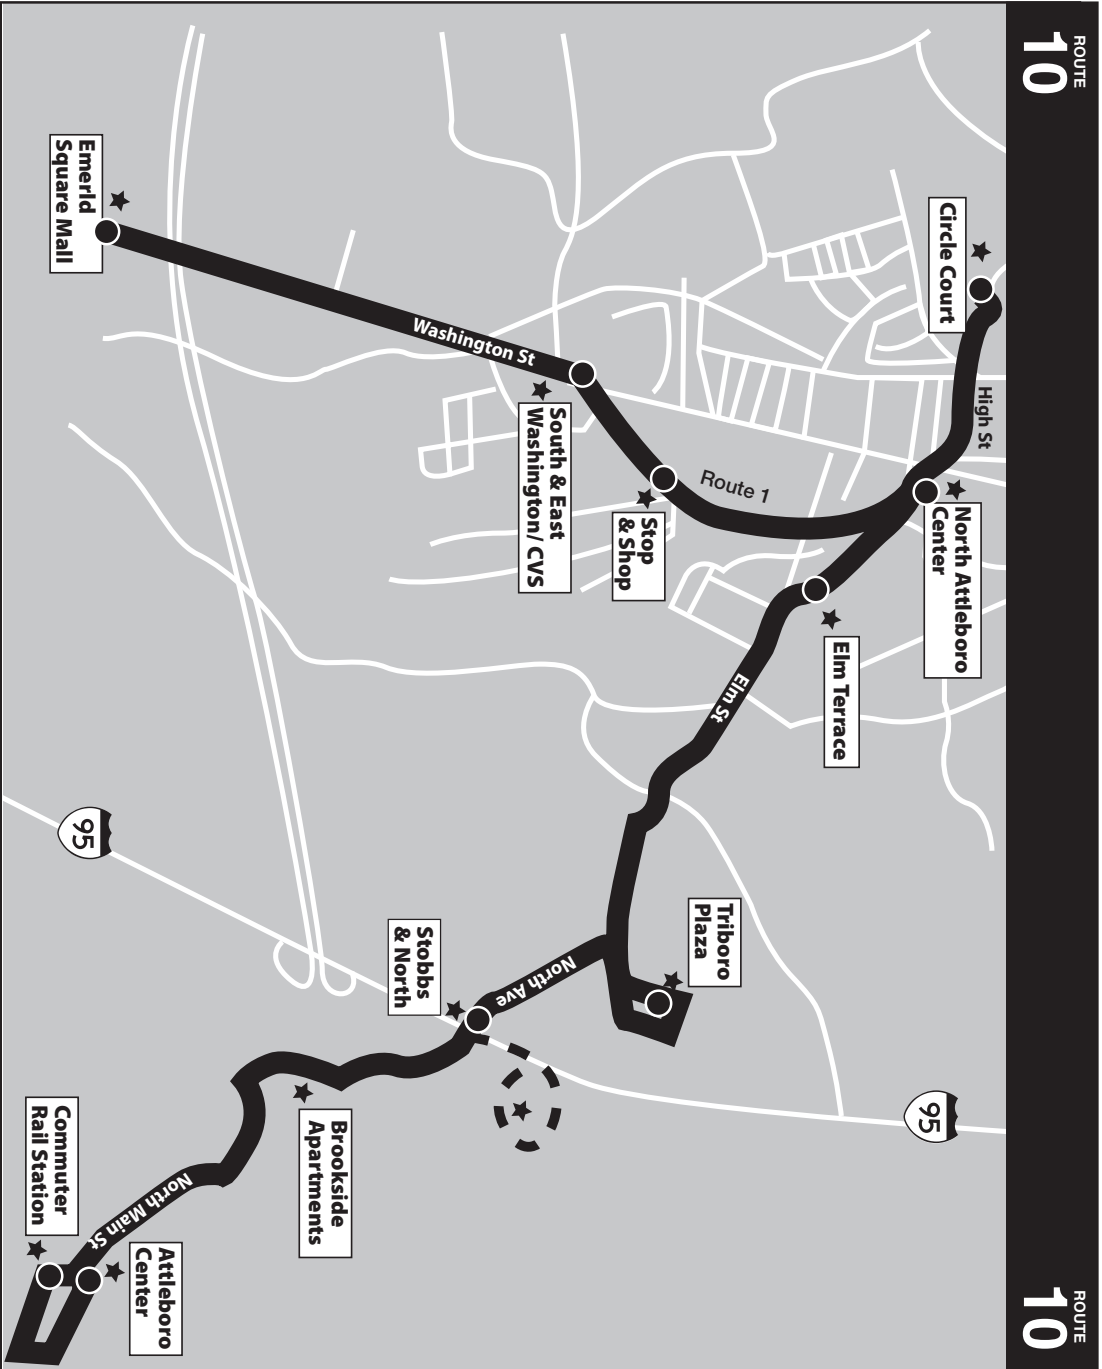 ROUTE
10
ROUTE
10
Circle Court
High St
North Attleboro
Center
Elm Terrace
Route 1
Stop
& Shop
South & East
Washington/ CVS
Washington St
Emerld
Square Mall
Elm St
Triboro
Plaza
North Ave
Stobbs
& North
95
95
Brookside
Apartments
North Main St
Attleboro
Center
Commuter
Rail Station